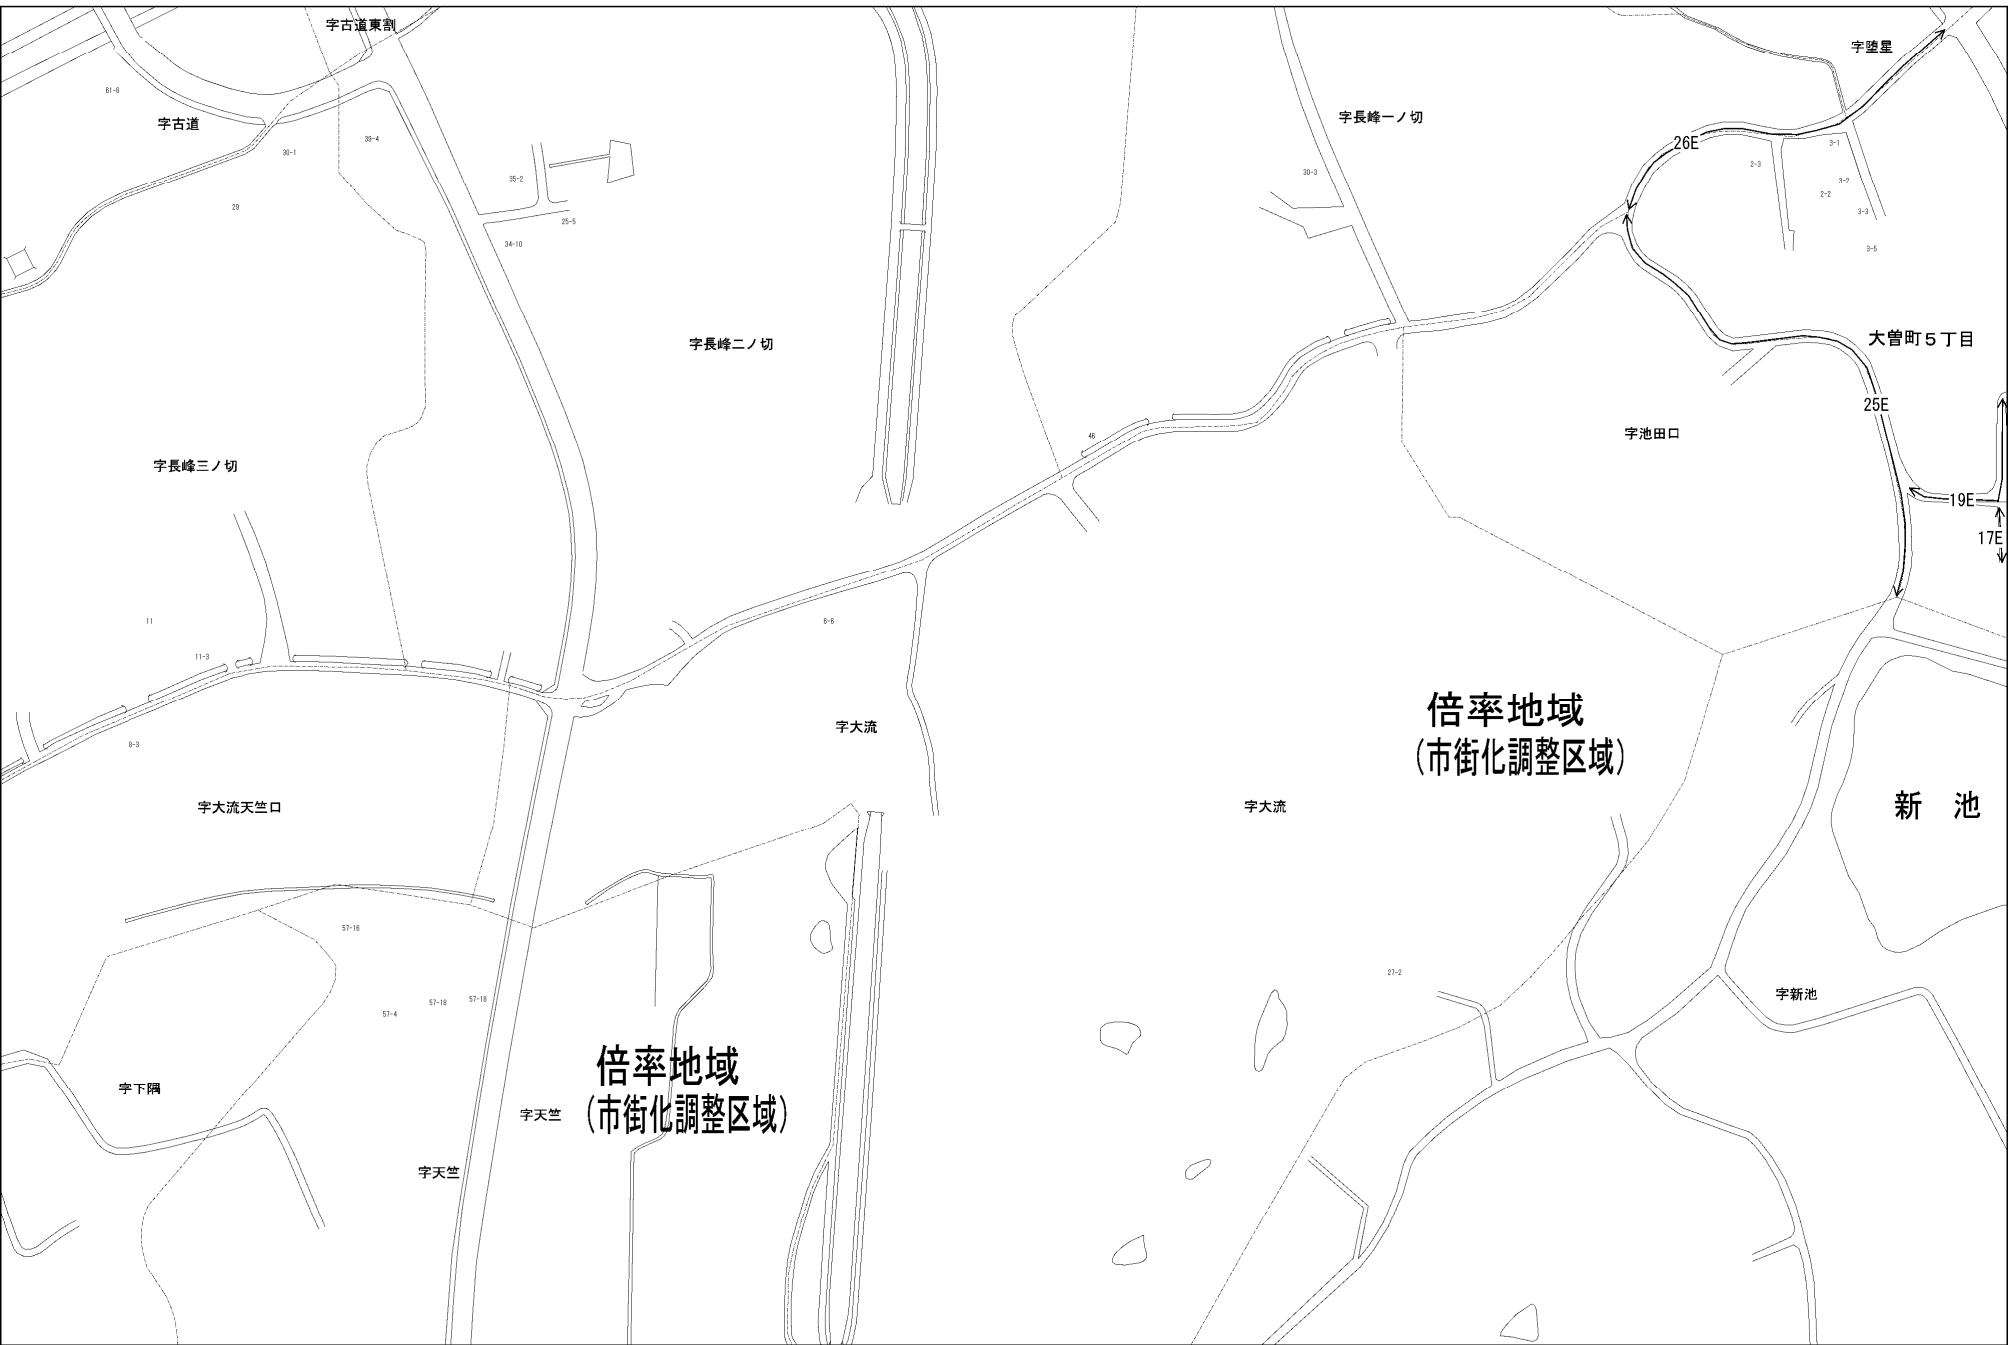 字古道東割
字堕星
61-6
字長峰一ノ切
字古道
39-4
30-1
26E
3-1
2-3
35-2
30-3
3-2
2-2
29
3-3
25-5
34-10
3-5
大曽町5丁目
字長峰二ノ切
25E
字池田口
46
字長峰三ノ切
19E
17E
11
6-6
11-3
倍率地域
(市街化調整区域)
字大流
8-3
字大流天竺口
字大流
新 池
57-16
27-2
字新池
57-18
57-18
57-4
倍率地域
(市街化調整区域)
字下隅
字天竺
字天竺